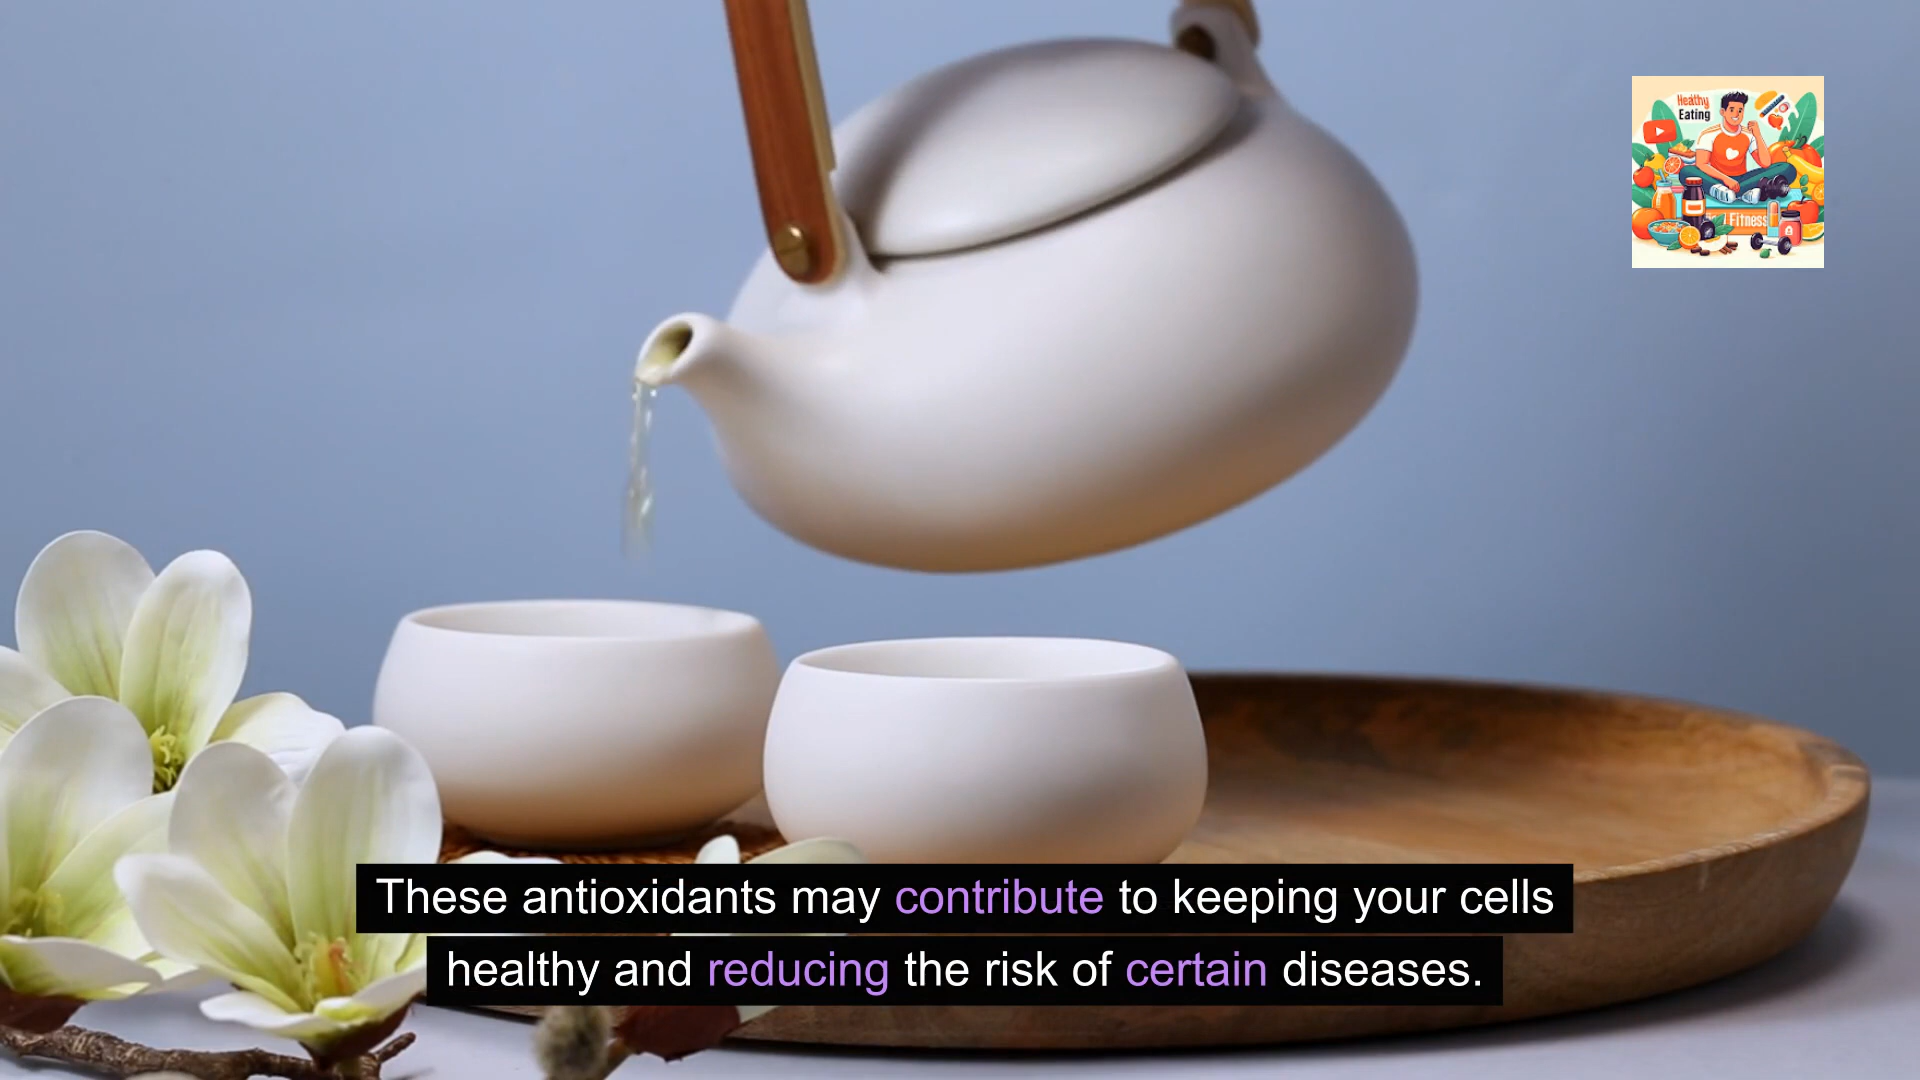 Healthy
Eating
Fitness
These antioxidants may contribute to keeping your cells
healthy and reducing the risk of certain diseases.